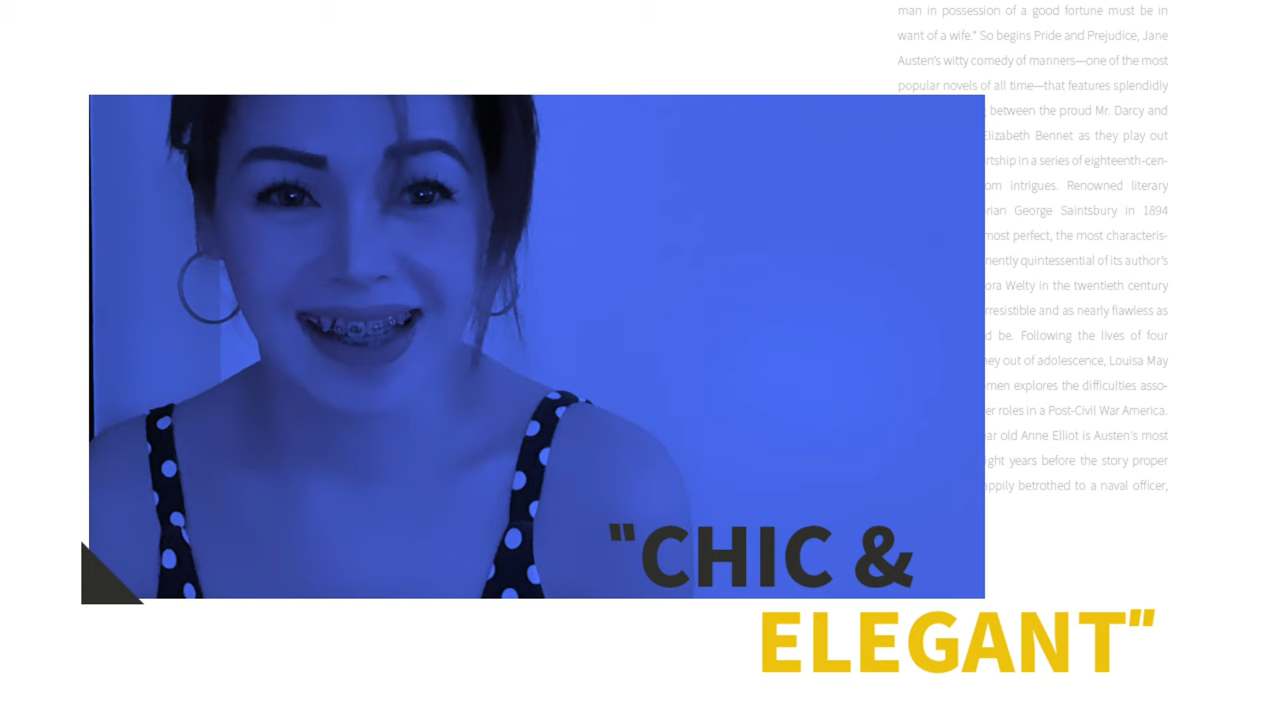 man in possession of a good fortune must be in
want of a wife." So begins Pride and Prejudice, Jane
Austen's witty comedy of manners—one of the most
popular novels of all time—that features splendidly
between the proud Mr. Darcy and
Elizabeth Bennet as they play out
rtship in a series of eighteenth-cen-
om intrigues. Renowned literary
rian George Saintsbury in 1894
most perfect, the most characteris-
nently quintessential of its author's
ora Welty in the twentieth century
rresistible and as nearly flawless as
d be. Following the lives of four
ney out of adolescence, Louisa May
omen explores the difficulties asso-
er roles in a Post-Civil War America.
ear old Anne Elliot is Austen's most
ight years before the story proper
appily betrothed to a naval officer,
"CHIC &
ELEGANT"